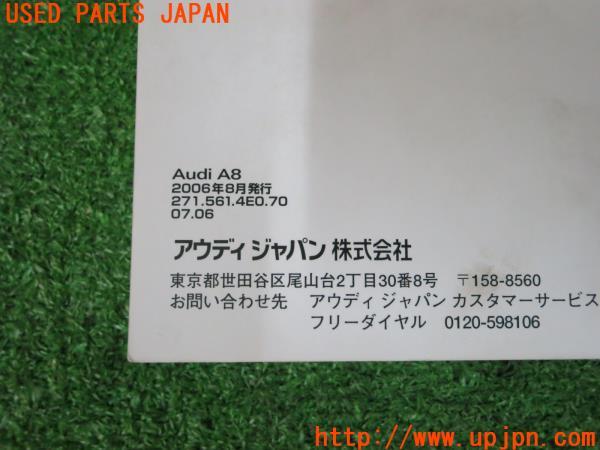 USED PARTS JAPAN
Audi A8
2006年8月発行
271.561.4E0.70
07.06
アウディ ジャパン 株式会社
東京都世田谷区尾山台2丁目30番8号　〒158-8560
お問い合わせ先　アウディ ジャパン カスタマーサービス
フリーダイヤル　0120-598106
http://www.upjpn.com/